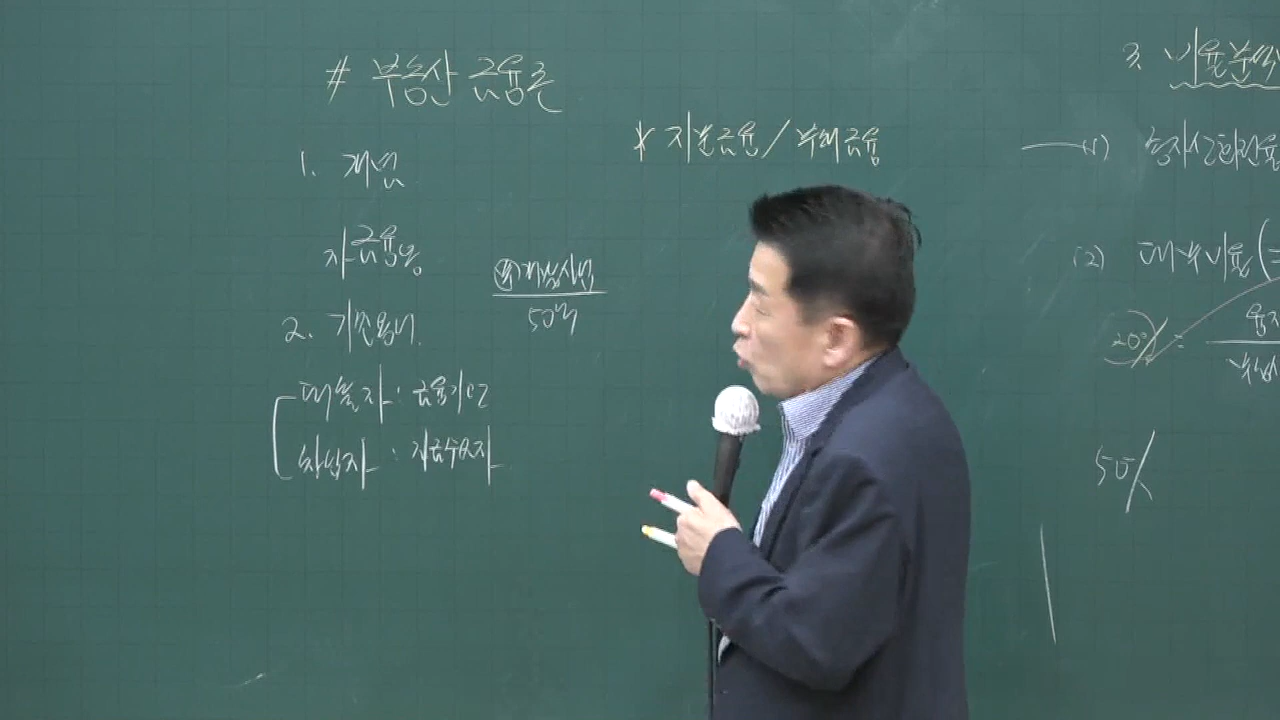 # 부동산 금융론
1. 개념
자금융통
2. 기초용어
대출자 : 금융기관
차입자 : 자금수요자
50%
* 지분금융 / 부채금융
3. 비율분석
(1)
(2) 대부비율 (=
20% =
50%